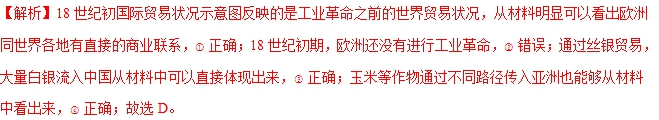 【解析】18 世纪初国际贸易状况示意图反映的是工业革命之前的世界贸易状况，从材料明显可以看出欧洲
同世界各地有直接的商业联系，① 正确；18 世纪初期，欧洲还没有进行工业革命，② 错误；通过丝银贸易，
大量白银流入中国从材料中可以直接体现出来，① 正确；玉米等作物通过不同路径传入亚洲也能够从材料
中看出来，① 正确；故选 D。